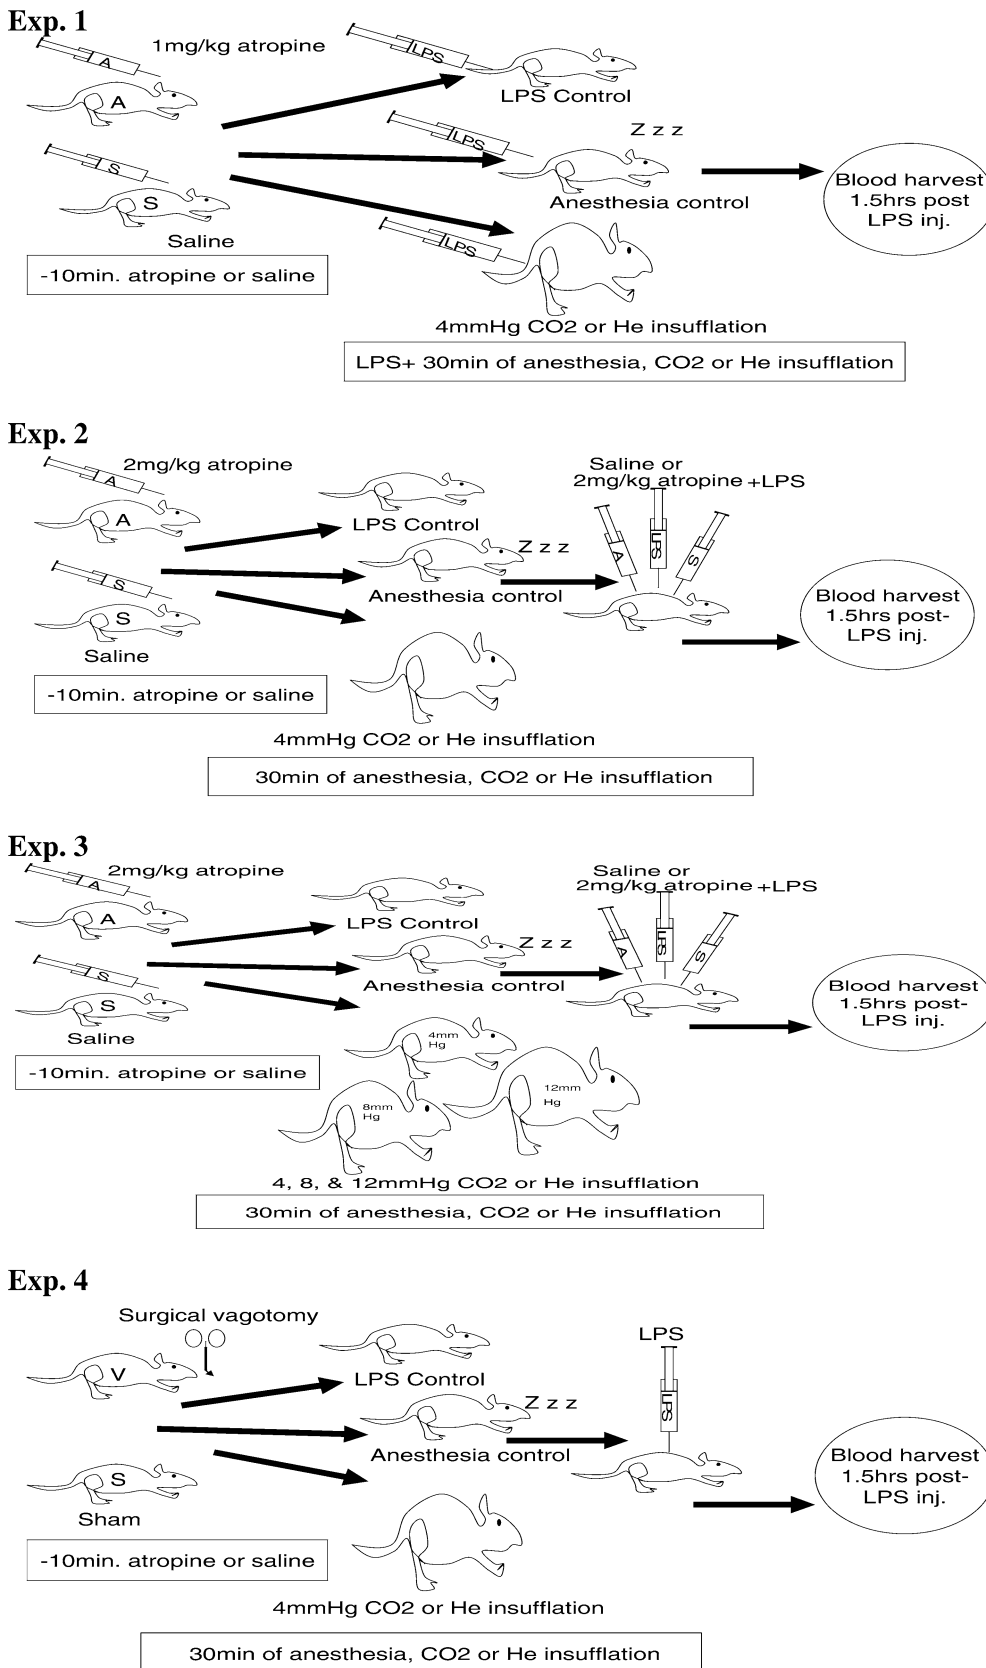 Exp. 1
1mg/kg atropine
A
LPS
A
LPS Control
LPS
Z z z
S
S
Anesthesia control
Blood harvest
1.5hrs post
LPS inj.
Saline
LPS
-10min. atropine or saline
4mmHg CO2 or He insufflation
LPS+ 30min of anesthesia, CO2 or He insufflation
Exp. 2
2mg/kg atropine
A
A
LPS Control
Saline or
2mg/kg atropine +LPS
A
LPS
S
Z z z
S
S
Anesthesia control
Saline
Blood harvest
1.5hrs post-
LPS inj.
-10min. atropine or saline
4mmHg CO2 or He insufflation
30min of anesthesia, CO2 or He insufflation
Exp. 3
2mg/kg atropine
A
A
LPS Control
Saline or
2mg/kg atropine +LPS
A
LPS
S
Z z z
S
S
Anesthesia control
Saline
Blood harvest
1.5hrs post-
LPS inj.
-10min. atropine or saline
4mm
Hg
8mm
Hg
12mm
Hg
4, 8, & 12mmHg CO2 or He insufflation
30min of anesthesia, CO2 or He insufflation
Exp. 4
Surgical vagotomy
V
LPS Control
LPS
LPS
Z z z
Anesthesia control
S
Sham
Blood harvest
1.5hrs post-
LPS inj.
-10min. atropine or saline
4mmHg CO2 or He insufflation
30min of anesthesia, CO2 or He insufflation